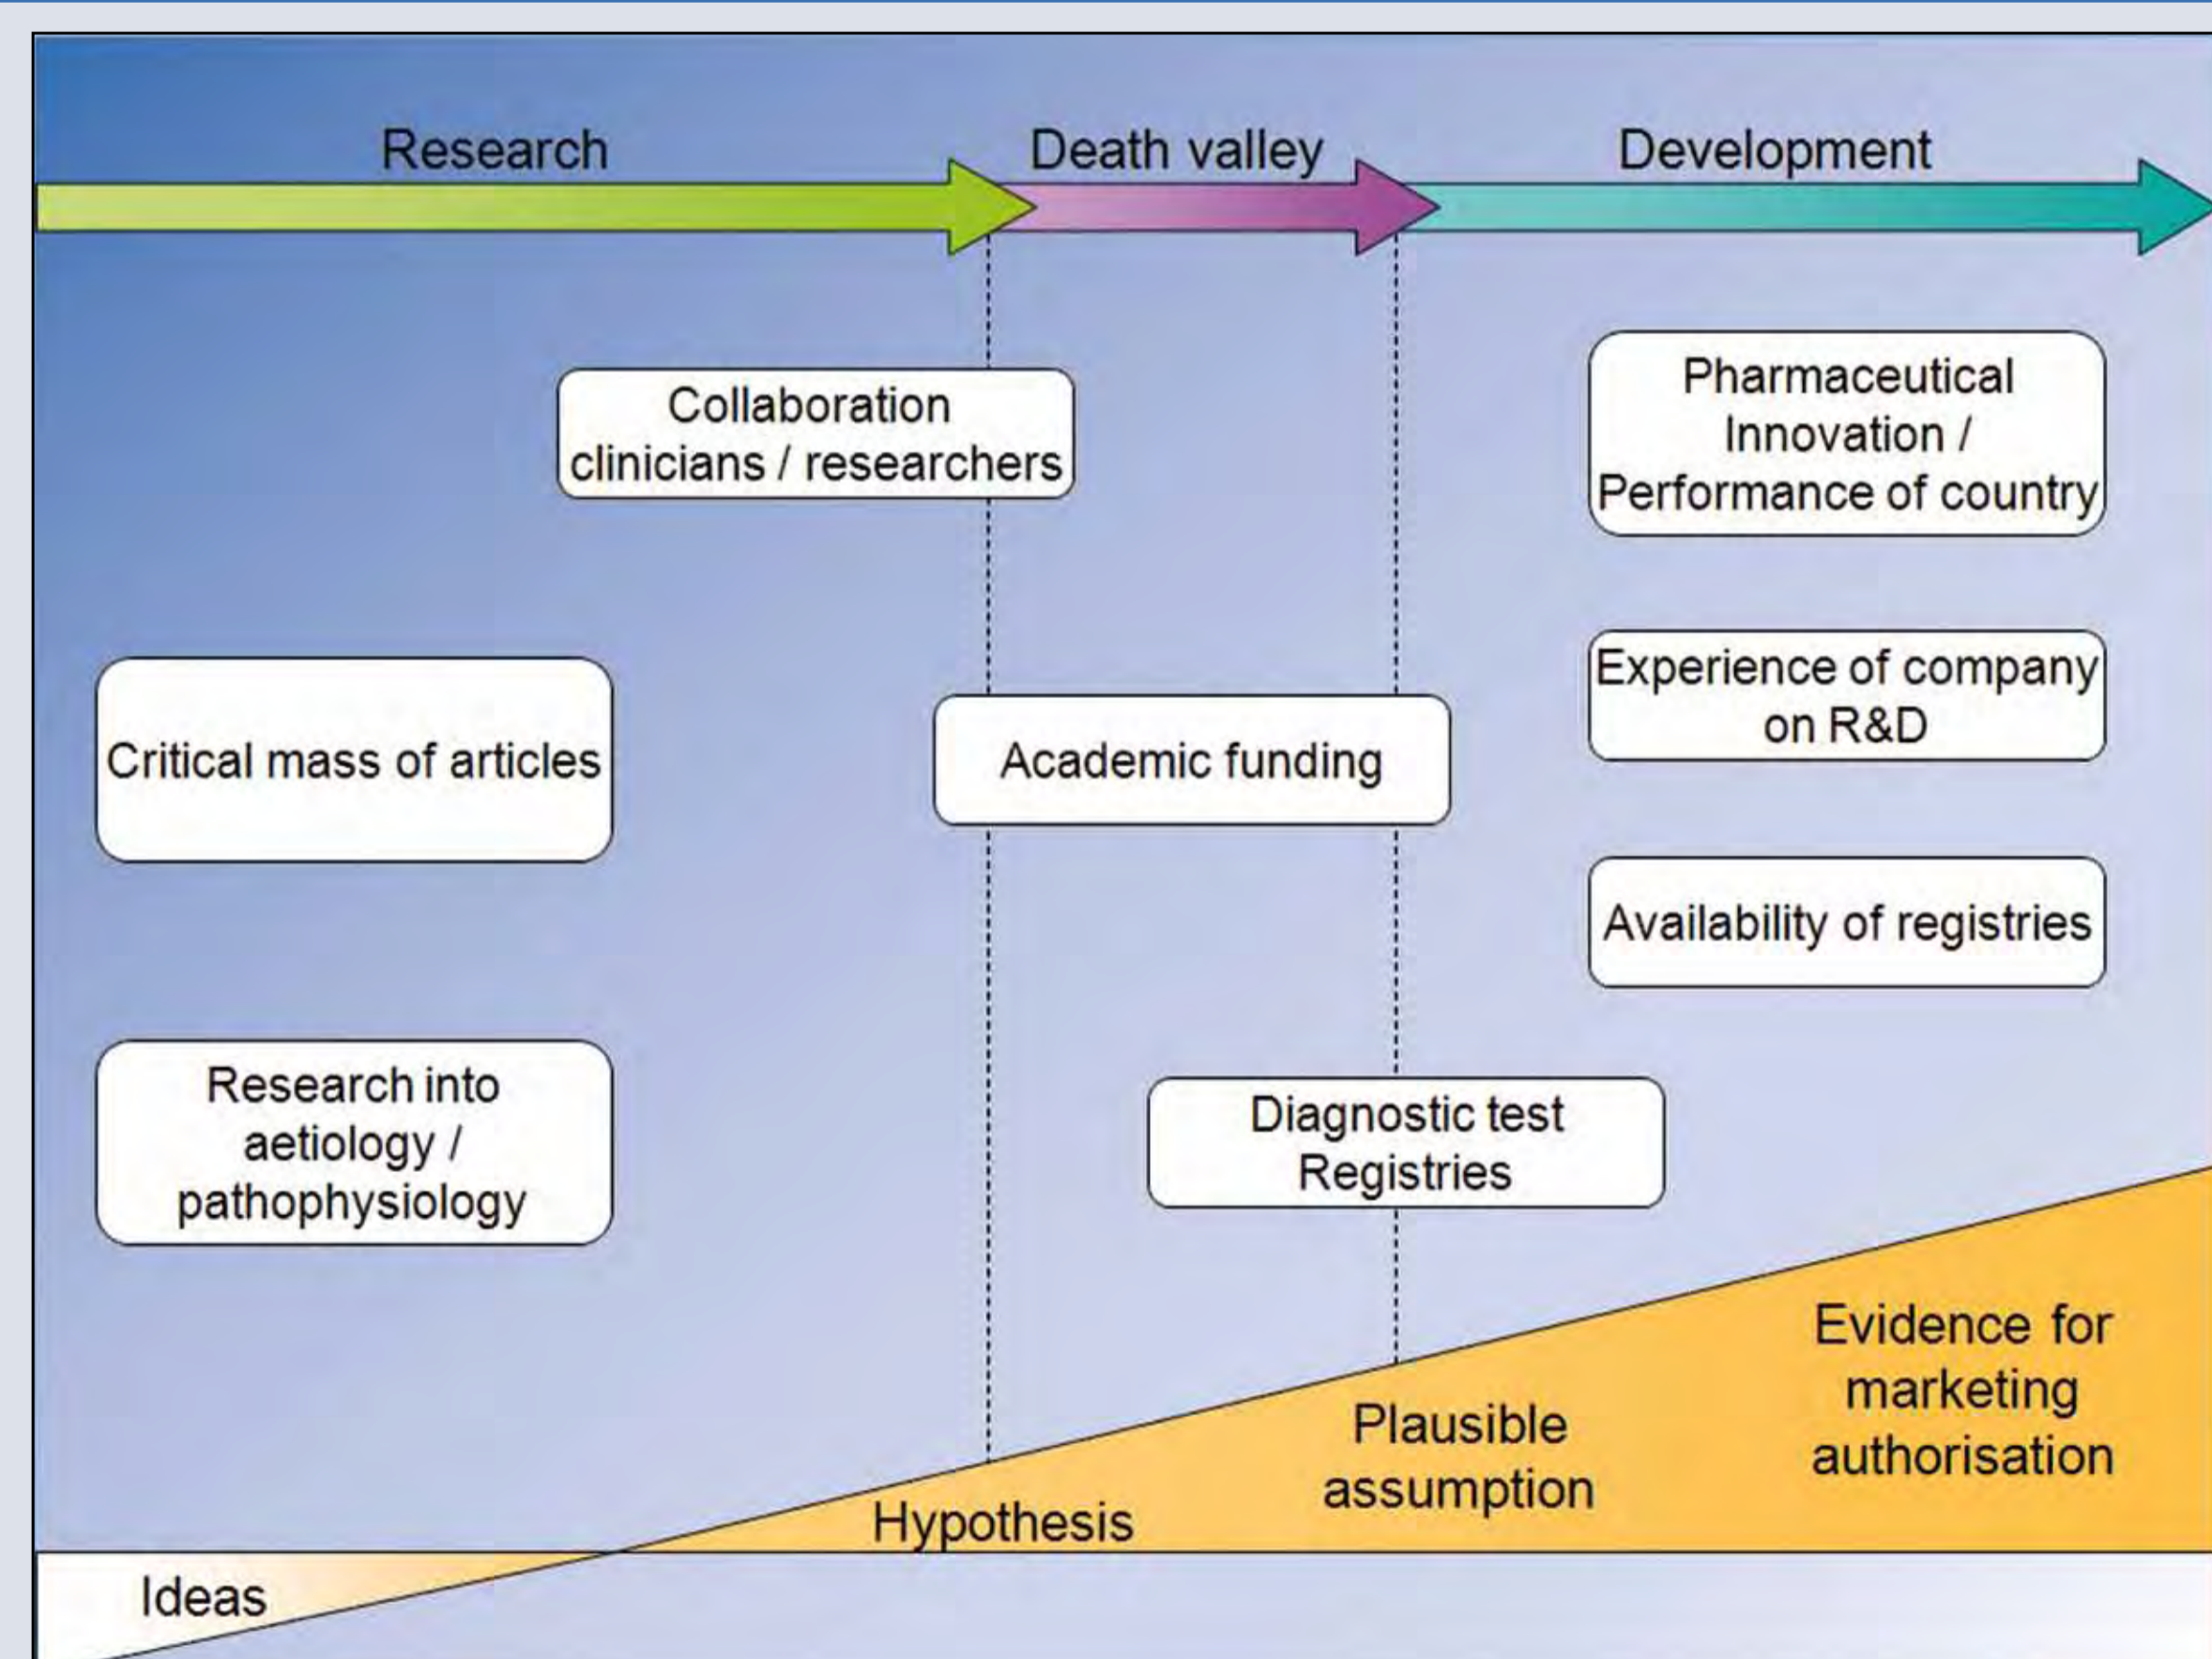 Research
Death valley
Development
Collaboration
clinicians / researchers
Pharmaceutical
Innovation /
Performance of country
Critical mass of articles
Academic funding
Experience of company
on R&D
Availability of registries
Research into
aetiology /
pathophysiology
Diagnostic test
Registries
Evidence for
marketing
authorisation
Plausible
assumption
Hypothesis
Ideas